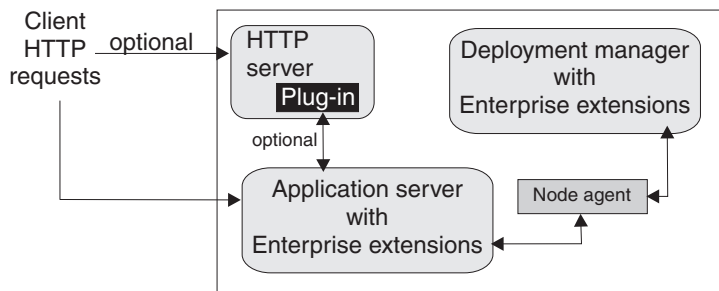 Client
HTTP
requests
optional
HTTP
server
Plug-in
optional
Application server
with
Enterprise extensions
Deployment manager
with
Enterprise extensions
Node agent